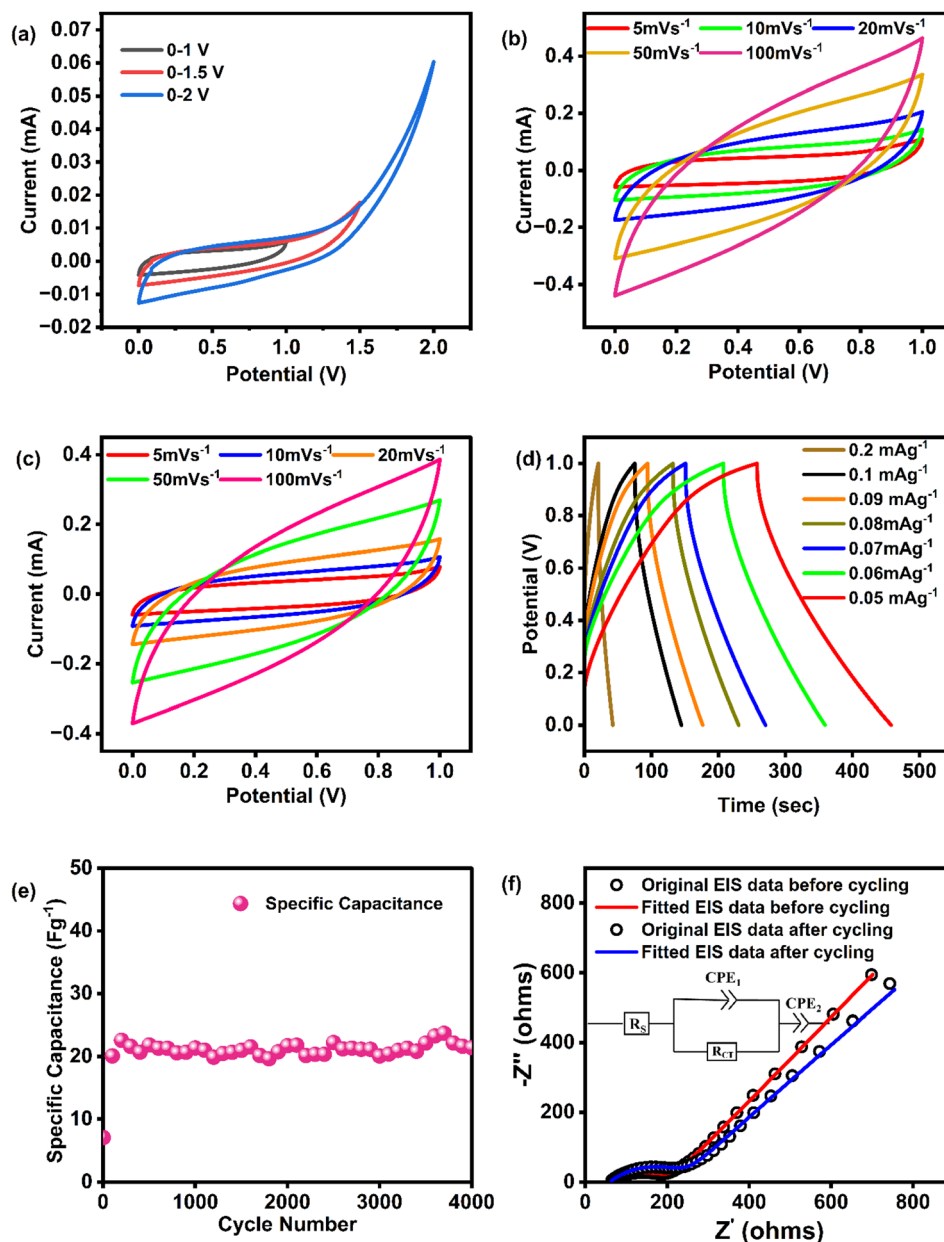 (a)
0.07
0.06
0.05
0.04
0.03
0.02
0.01
0.00
−0.01
−0.02
Current (mA)
0-1 V
0-1.5 V
0-2 V
0.0 0.5 1.0 1.5 2.0
Potential (V)
(b)
5mVs-1 10mVs-1 20mVs-1
50mVs-1 100mVs-1
0.4
0.2
0.0
−0.2
−0.4
Current (mA)
0.0 0.2 0.4 0.6 0.8 1.0
Potential (V)
(c)
5mVs-1 10mVs-1 20mVs-1
50mVs-1 100mVs-1
0.4
0.2
0.0
−0.2
−0.4
Current (mA)
0.0 0.2 0.4 0.6 0.8 1.0
Potential (V)
(d)
0.2 mAg-1
0.1 mAg-1
0.09 mAg-1
0.08mAg-1
0.07mAg-1
0.06mAg-1
0.05 mAg-1
1.0
0.8
0.6
0.4
0.2
0.0
Potential (V)
0 100 200 300 400 500
Time (sec)
(e)
Specific Capacitance
50
40
30
20
10
0
Specific Capacitance (Fg-1)
0 1000 2000 3000 4000
Cycle Number
(f)
Original EIS data before cycling
Fitted EIS data before cycling
Original EIS data after cycling
Fitted EIS data after cycling
CPE1
CPE2
RS
RCT
800
600
400
200
0
-Z'' (ohms)
0 200 400 600 800
Z' (ohms)